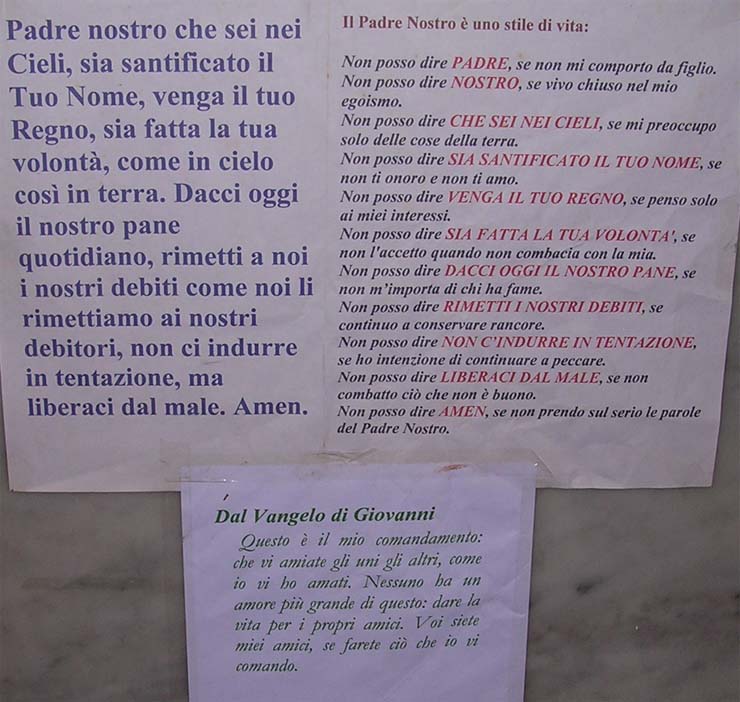 Padre nostro che sei nei
Cieli, sia santificato il
Tuo Nome, venga il tuo
Regno, sia fatta la tua
volontà, come in cielo
così in terra. Dacci oggi
il nostro pane
quotidiano, rimetti a noi
i nostri debiti come noi li
rimettiamo ai nostri
debitori, non ci indurre
in tentazione, ma
liberaci dal male. Amen.
Il Padre Nostro è uno stile di vita:
Non posso dire PADRE, se non mi comporto da figlio.
Non posso dire NOSTRO, se vivo chiuso nel mio
egoismo.
Non posso dire CHE SEI NEI CIELI, se mi preoccupo
solo delle cose della terra.
Non posso dire SIA SANTIFICATO IL TUO NOME, se
non ti onoro e non ti amo.
Non posso dire VENGA IL TUO REGNO, se penso solo
ai miei interessi.
Non posso dire SIA FATTA LA TUA VOLONTA', se
non l'accetto quando non combacia con la mia.
Non posso dire DACCI OGGI IL NOSTRO PANE, se
non m'importa di chi ha fame.
Non posso dire RIMETTI I NOSTRI DEBITI, se
continuo a conservare rancore.
Non posso dire NON C'INDURRE IN TENTAZIONE,
se ho intenzione di continuare a peccare.
Non posso dire LIBERACI DAL MALE, se non
combatto ciò che non è buono.
Non posso dire AMEN, se non prendo sul serio le parole
del Padre Nostro.
Dal Vangelo di Giovanni
Questo è il mio comandamento:
che vi amiate gli uni gli altri, come
io vi ho amati. Nessuno ha un
amore più grande di questo: dare la
vita per i propri amici. Voi siete
miei amici, se farete ciò che io vi
comando.